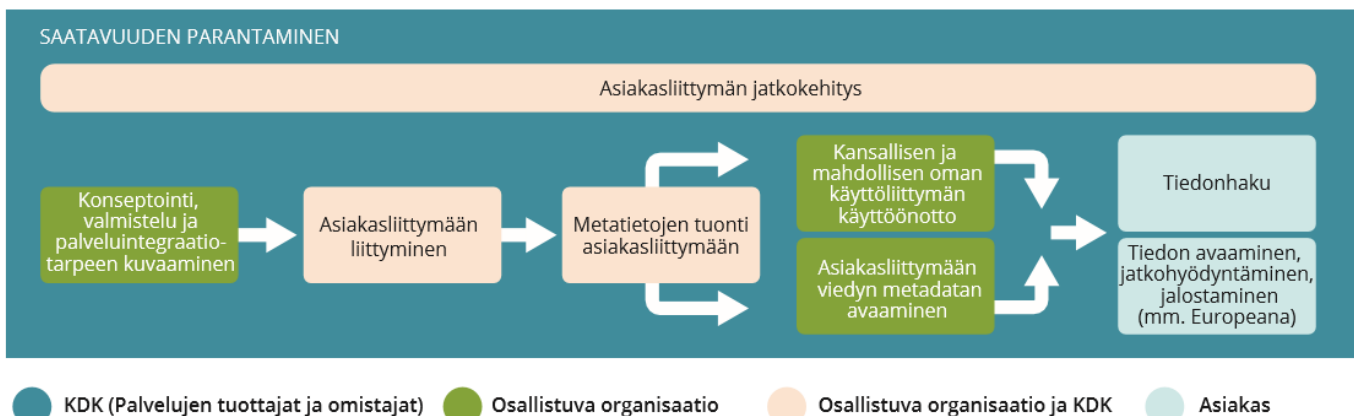 SAATAVUUDEN PARANTAMINEN
Asiakasliittymän jatkokehitys
Konseptointi,
valmistelu ja
palveluintegraatio-
tarpeen kuvaaminen
Asiakasliittymään
liittyminen
Metatietojen tuonti
asiakasliittymään
Kansallisen ja
mahdollisen oman
käyttöliittymän
käyttöönotto
Asiakasliittymään
viedyn metadatan
avaaminen
Tiedonhaku
Tiedon avaaminen,
jatkohyödyntäminen,
jalostaminen
(mm. Europeana)
KDK (Palvelujen tuottajat ja omistajat)
Osallistuva organisaatio
Osallistuva organisaatio ja KDK
Asiakas